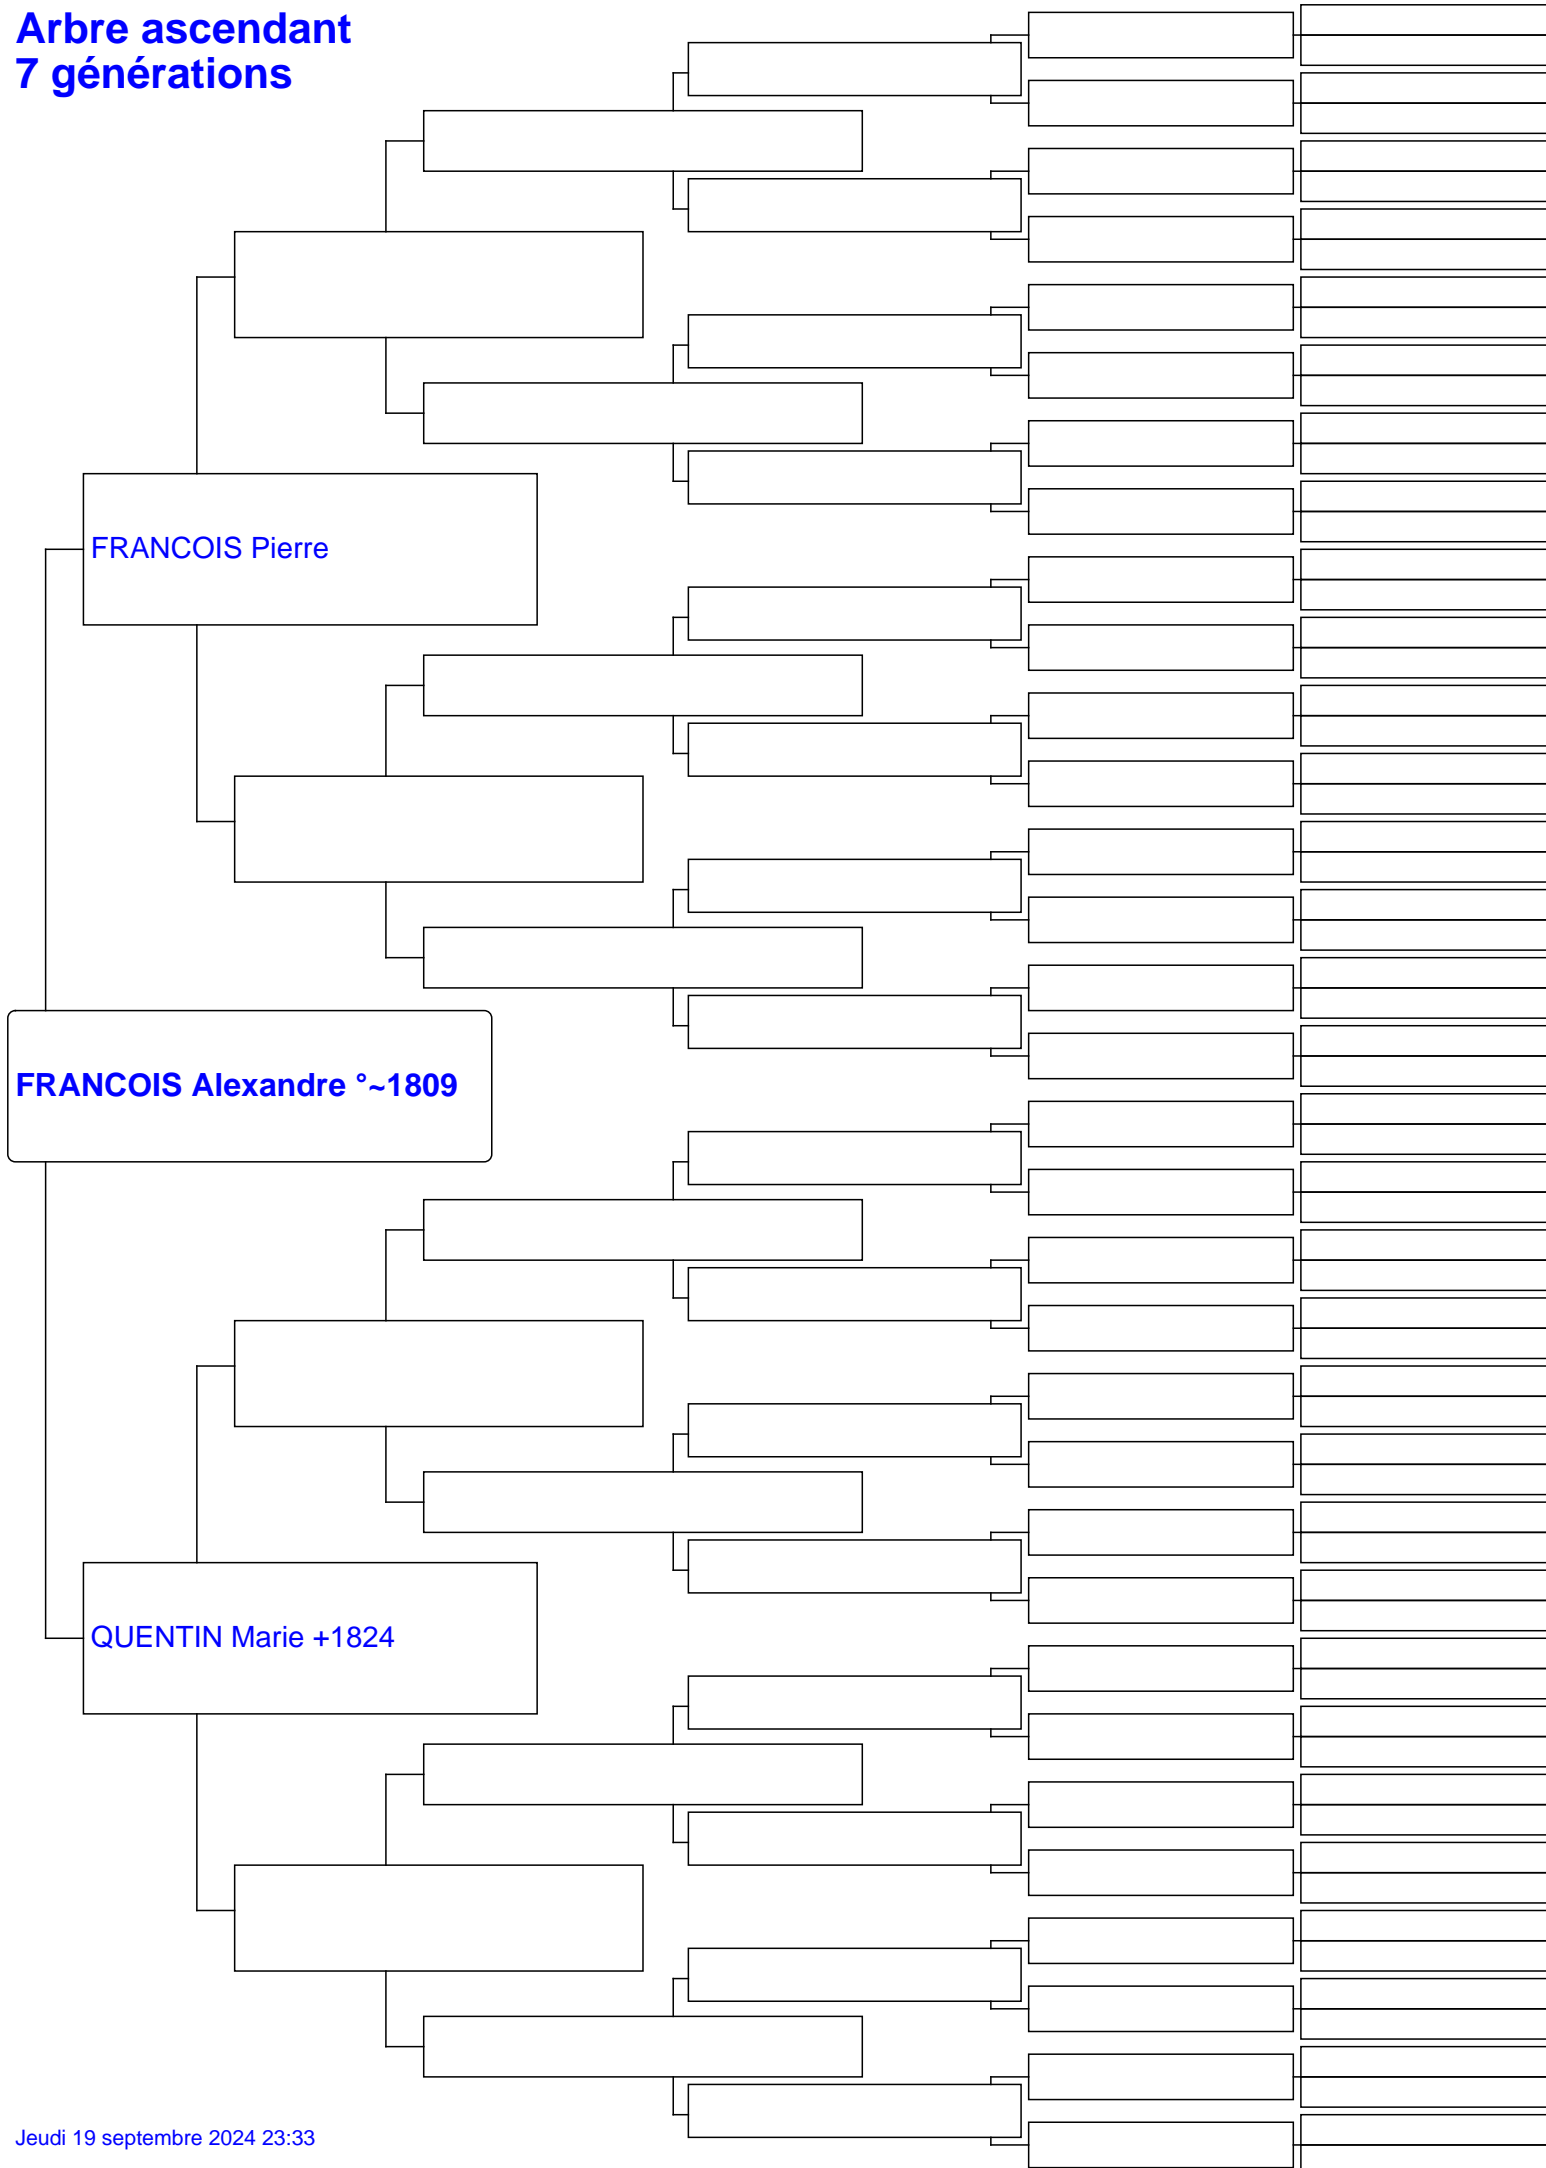 Arbre ascendant
7 générations
FRANCOIS Pierre
FRANCOIS Alexandre °~1809
QUENTIN Marie +1824
Jeudi 19 septembre 2024 23:33